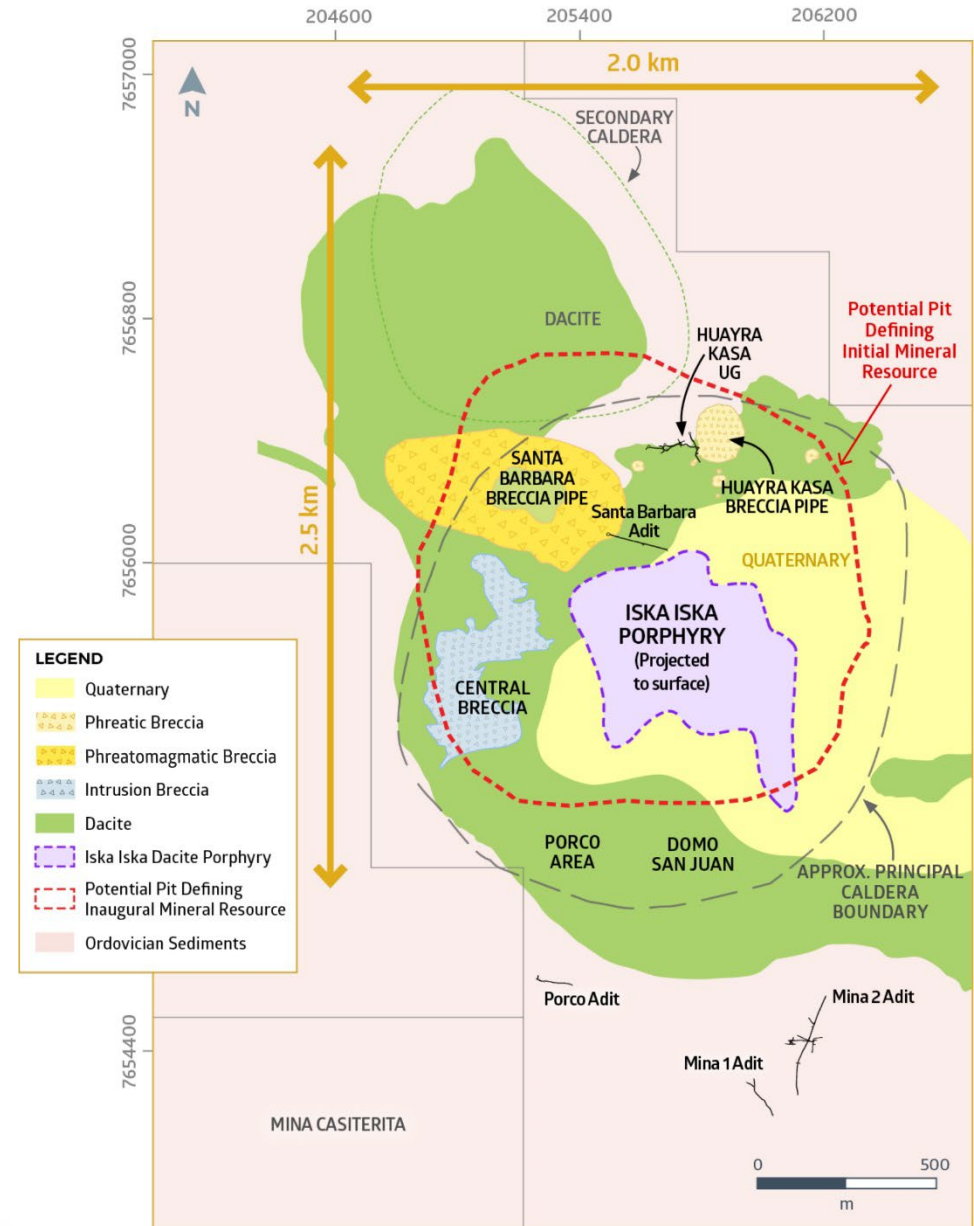 204600
205400
206200
7657000
2.0 km
N
SECONDARY
CALDERA
DACITE
7656800
Potential Pit
Defining
Initial Mineral
Resource
HUAYRA
KASA
UG
SANTA
BARBARA
BRECCIA PIPE
HUAYRA KASA
BRECCIA PIPE
Santa Barbara
Adit
2.5 km
QUATERNARY
7656000
ISKA ISKA
PORPHYRY
(Projected
to surface)
CENTRAL
BRECCIA
LEGEND
Quaternary
Phreatic Breccia
Phreatomagmatic Breccia
Intrusion Breccia
Dacite
Iska Iska Dacite Porphyry
Potential Pit Defining
Inaugural Mineral Resource
Ordovician Sediments
PORCO
AREA
DOMO
SAN JUAN
APPROX. PRINCIPAL
CALDERA
BOUNDARY
Porco Adit
Mina 2 Adit
7654400
Mina 1 Adit
MINA CASITERITA
0
500
m